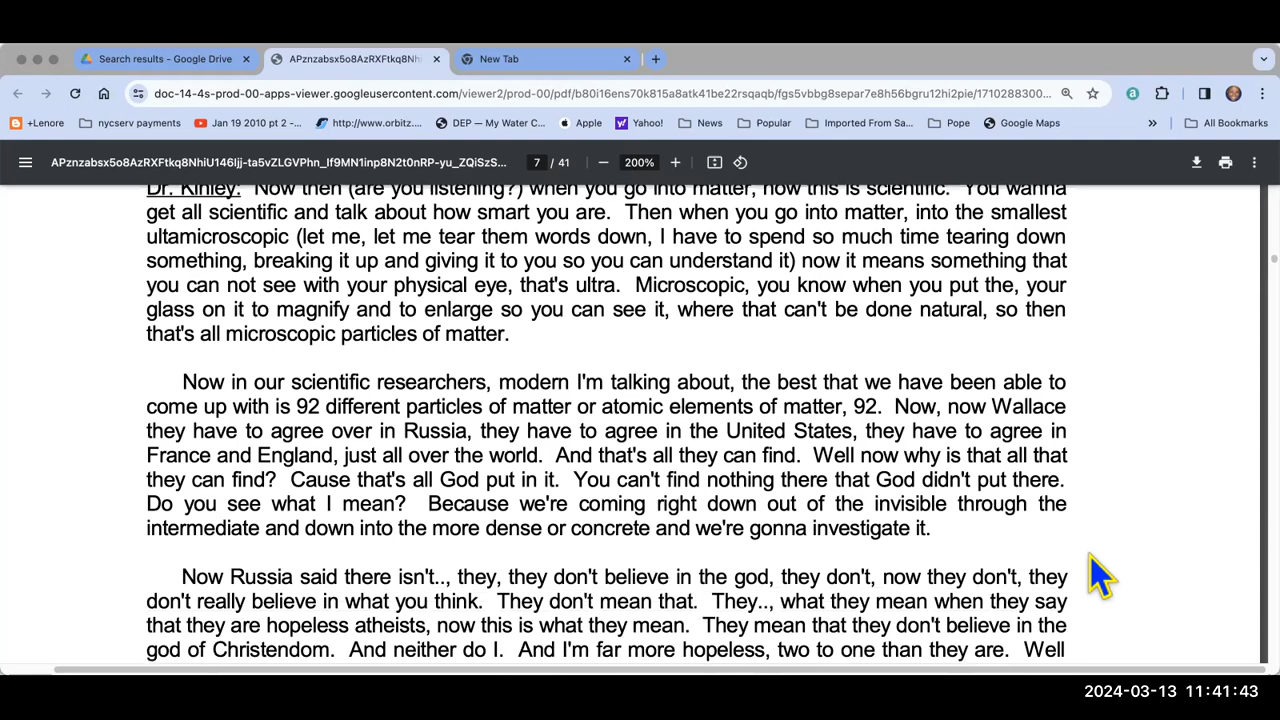 Search results - Google Drive
APznzabsx5o8AzRXFtkq8Nh
New Tab
doc-14-4s-prod-00-apps-viewer.googleusercontent.com/viewer2/prod-00/pdf/b80i16ens70k815a8atk41be22rsqaqb/fgs5vbbg8separ7e8h56bgru12hi2pie/1710288300...
+Lenore
nycserv payments
Jan 19 2010 pt 2 -...
http://www.orbitz....
DEP — My Water C...
Apple
Yahoo!
News
Popular
Imported From Sa...
Pope
Google Maps
All Bookmarks
APznzabsx5o8AzRXFtkq8NhiU146Ijj-ta5vZLGVPhn_If9MN1inp8N2t0nRP-yu_ZQiSzS...
7 / 41
200%
Dr. Kinley: Now then (are you listening?) when you go into matter, now this is scientific. You wanna
get all scientific and talk about how smart you are. Then when you go into matter, into the smallest
ultamicroscopic (let me, let me tear them words down, I have to spend so much time tearing down
something, breaking it up and giving it to you so you can understand it) now it means something that
you can not see with your physical eye, that's ultra. Microscopic, you know when you put the, your
glass on it to magnify and to enlarge so you can see it, where that can't be done natural, so then
that's all microscopic particles of matter.
Now in our scientific researchers, modern I'm talking about, the best that we have been able to
come up with is 92 different particles of matter or atomic elements of matter, 92. Now, now Wallace
they have to agree over in Russia, they have to agree in the United States, they have to agree in
France and England, just all over the world. And that's all they can find. Well now why is that all that
they can find? Cause that's all God put in it. You can't find nothing there that God didn't put there.
Do you see what I mean? Because we're coming right down out of the invisible through the
intermediate and down into the more dense or concrete and we're gonna investigate it.
Now Russia said there isn't.., they, they don't believe in the god, they don't, now they don't, they
don't really believe in what you think. They don't mean that. They.., what they mean when they say
that they are hopeless atheists, now this is what they mean. They mean that they don't believe in the
god of Christendom. And neither do I. And I'm far more hopeless, two to one than they are. Well
2024-03-13 11:41:43